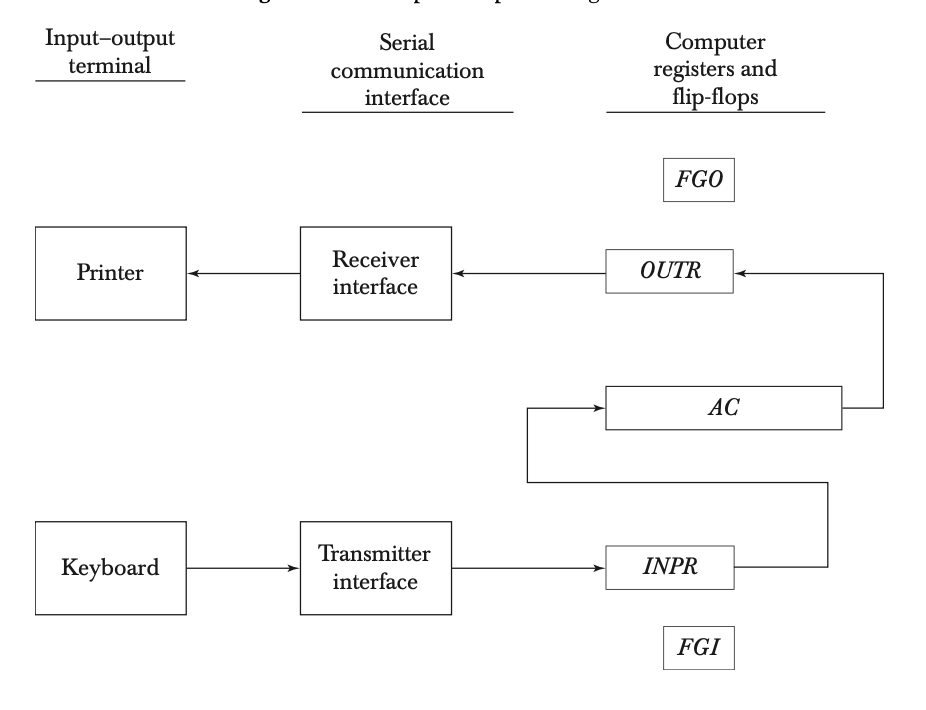 Input–output
terminal
Serial
communication
interface
Computer
registers and
flip-flops
FGO
Printer
Receiver
interface
OUTR
AC
Keyboard
Transmitter
interface
INPR
FGI